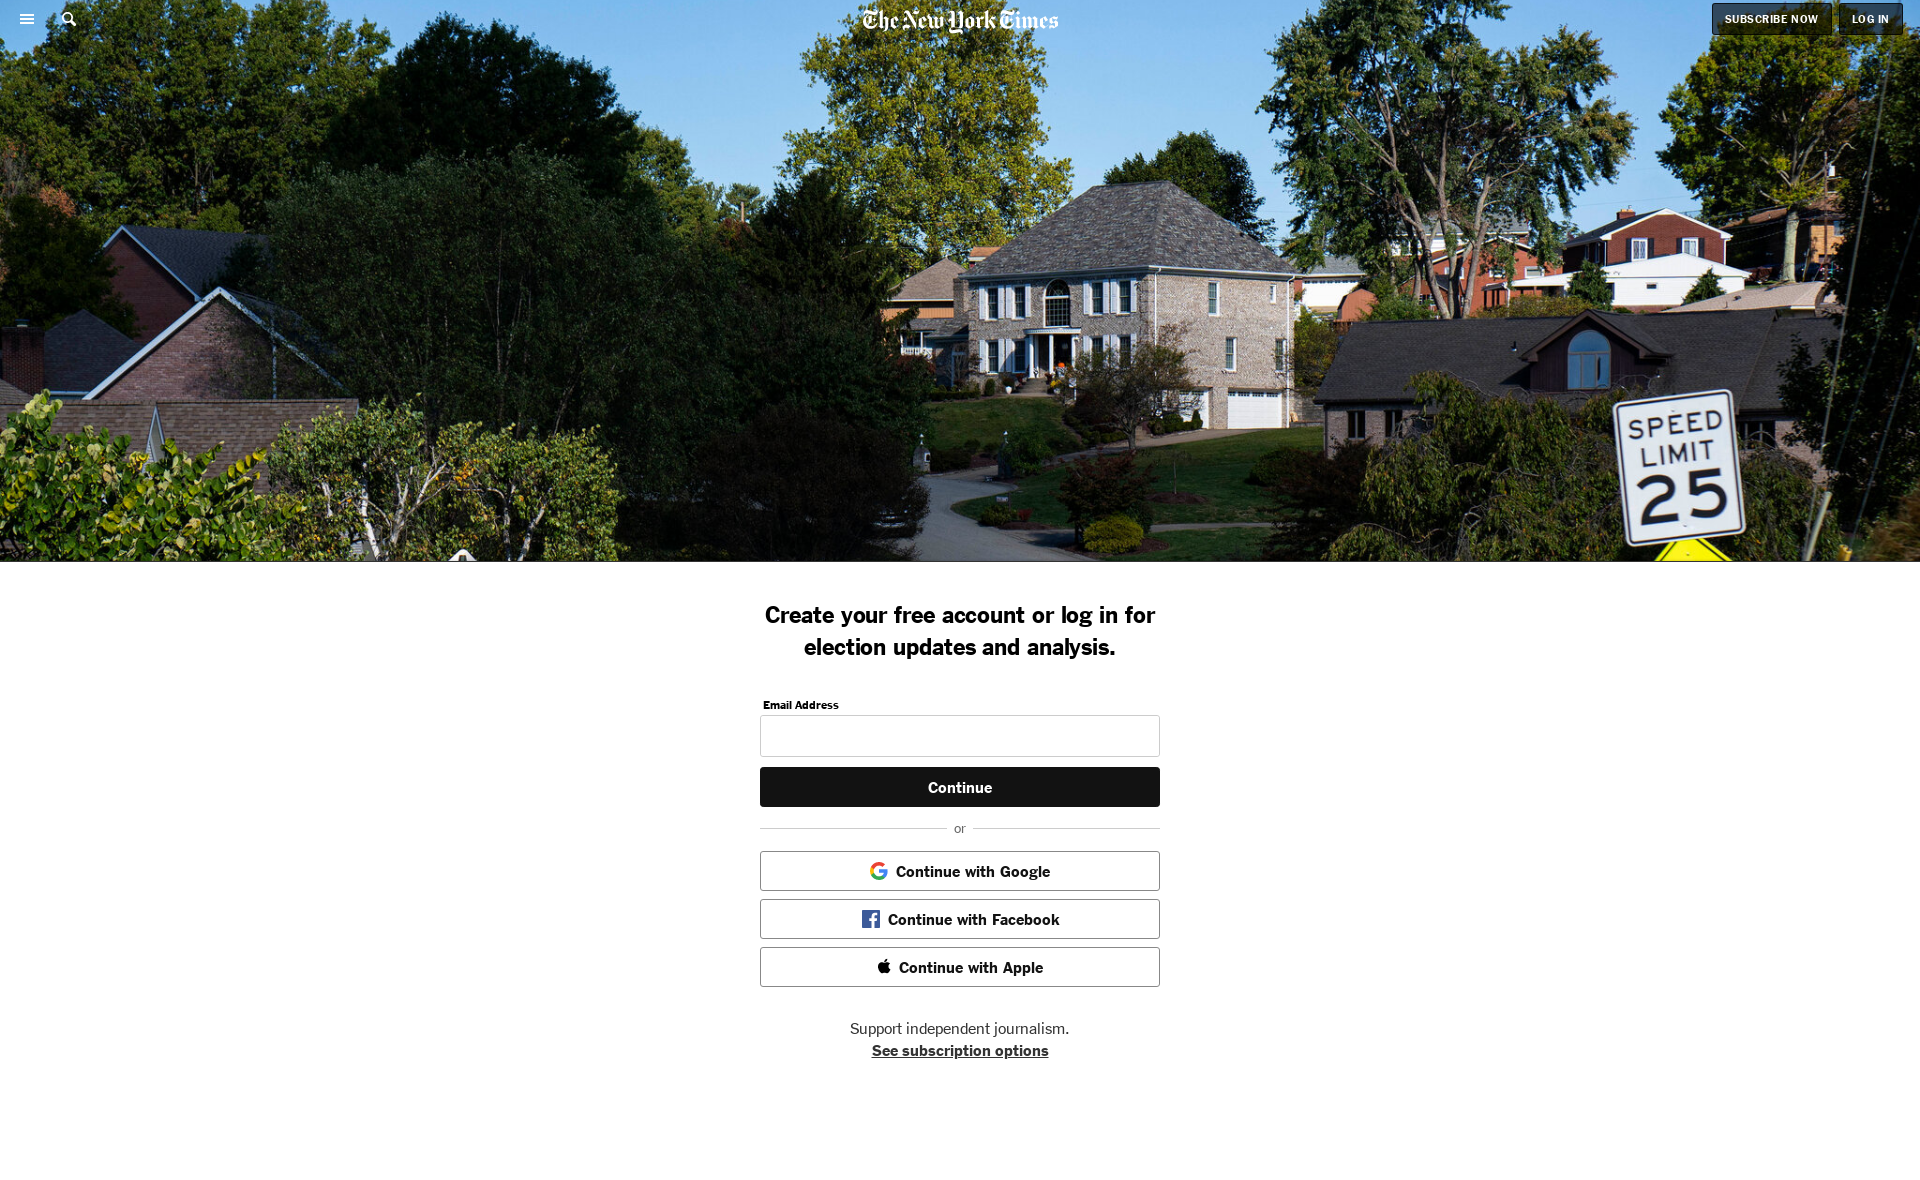 The New York Times
SUBSCRIBE NOW
LOG IN
SPEED
LIMIT
25
Create your free account or log in for
election updates and analysis.
Email Address
Continue
or
Continue with Google
Continue with Facebook
Continue with Apple
Support independent journalism.
See subscription options